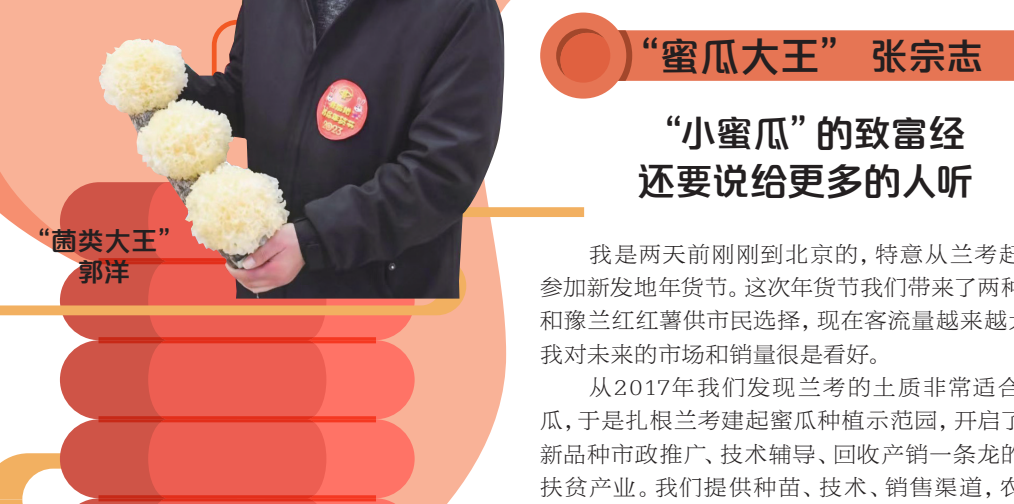 “菌类大王”
郭洋
“蜜瓜大王” 张宗志
“小蜜瓜”的致富经
还要说给更多的人听
我是两天前刚刚到北京的，特意从兰考赶
参加新发地年货节。这次年货节我们带来了两种
和豫兰红红薯供市民选择，现在客流量越来越大
我对未来的市场和销量很是看好。
从2017年我们发现兰考的土质非常适合
瓜，于是扎根兰考建起蜜瓜种植示范园，开启了
新品种市政推广、技术辅导、回收产销一条龙的
扶贫产业。我们提供种苗、技术、销售渠道，农